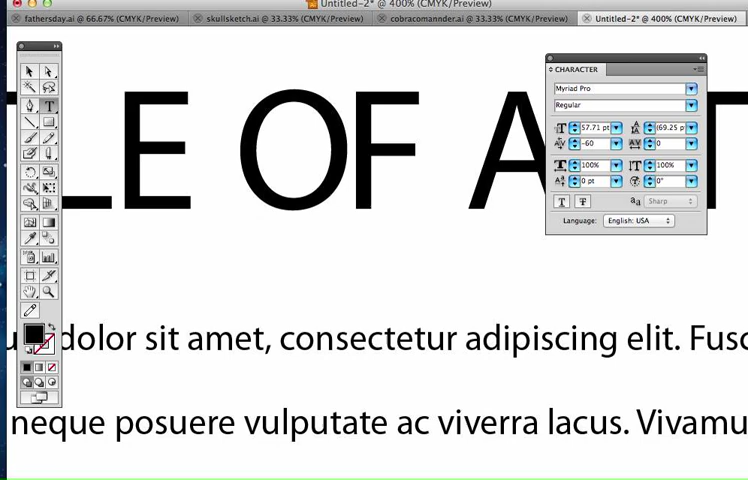 Untitled-2* @ 400% (CMYK/Preview)
fathersday.ai @ 66.67% (CMYK/Preview) skullsketch.ai @ 33.33% (CMYK/Preview) cobracomannder.ai @ 33.33% (CMYK/Preview) Untitled-2* @ 400% (CMYK/Preview)
CHARACTER
Myriad Pro
Regular
57.71 pt (69.25 p
-60 0
100% 100%
0 pt 0°
Sharp
Language: English: USA
LE OF A
dolor sit amet, consectetur adipiscing elit. Fusc
neque posuere vulputate ac viverra lacus. Vivamu